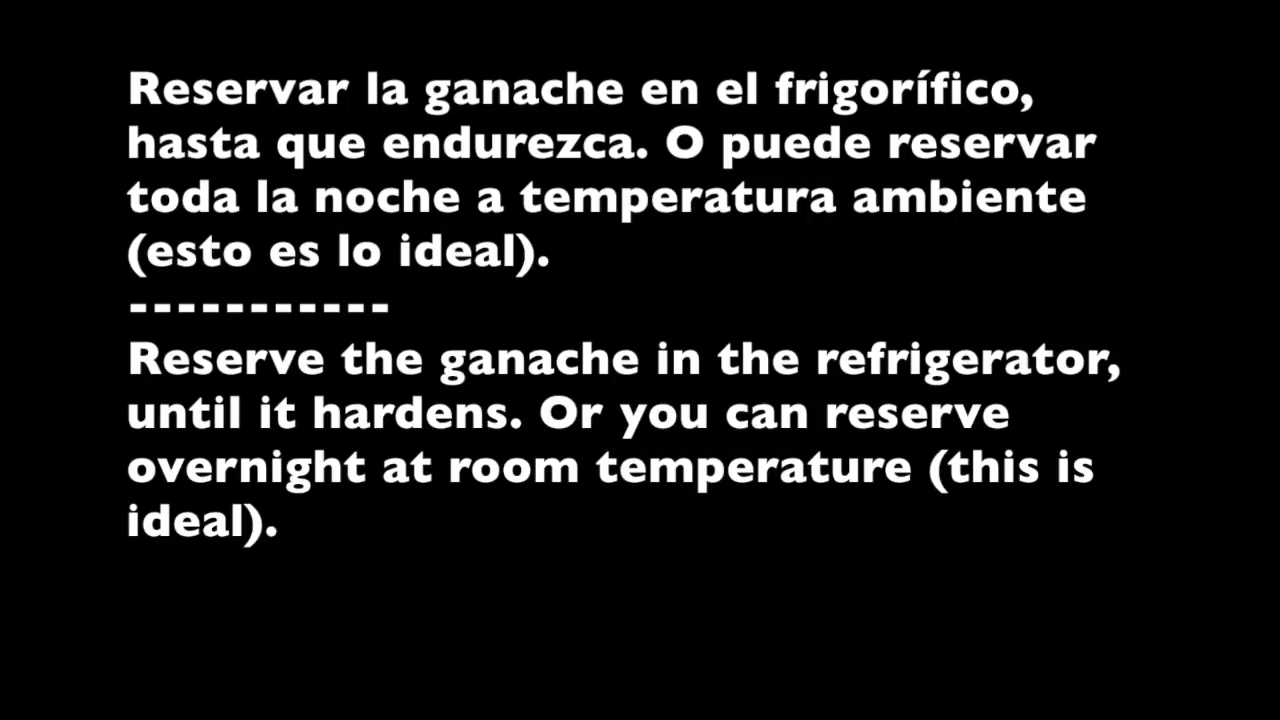 Reservar la ganache en el frigorífico,
hasta que endurezca. O puede reservar
toda la noche a temperatura ambiente
(esto es lo ideal).
-----------
Reserve the ganache in the refrigerator,
until it hardens. Or you can reserve
overnight at room temperature (this is
ideal).